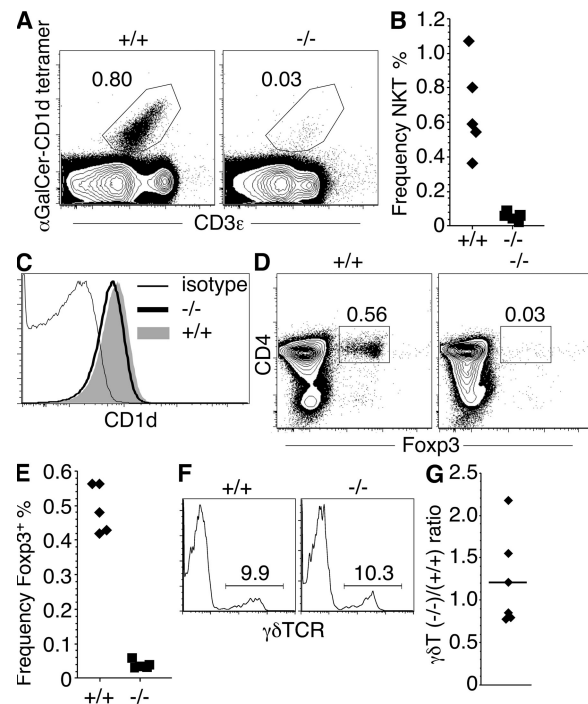 A
+/+
-/-
αGalCer-CD1d tetramer
0.80
0.03
CD3ε
B
Frequency NKT %
1.2
1.0
0.8
0.6
0.4
0.2
0
+/+
-/-
C
isotype
-/-
+/+
CD1d
D
+/+
-/-
CD4
0.56
0.03
Foxp3
E
Frequency Foxp3⁺ %
0.6
0.5
0.4
0.3
0.2
0.1
0
+/+
-/-
F
+/+
-/-
9.9
10.3
γδTCR
G
γδT (-/-)/(+/+) ratio
2.5
2.0
1.5
1.0
0.5
0